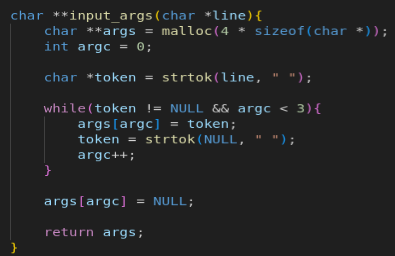 char **input_args(char *line){
    char **args = malloc(4 * sizeof(char *));
    int argc = 0;

    char *token = strtok(line, " ");

    while(token != NULL && argc < 3){
        args[argc] = token;
        token = strtok(NULL, " ");
        argc++;
    }

    args[argc] = NULL;

    return args;
}